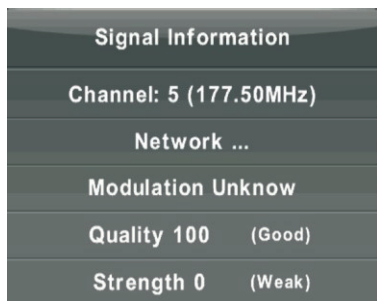 Signal Information
Channel: 5 (177.50MHz)
Network ...
Modulation Unknow
Quality 100 (Good)
Strength 0 (Weak)